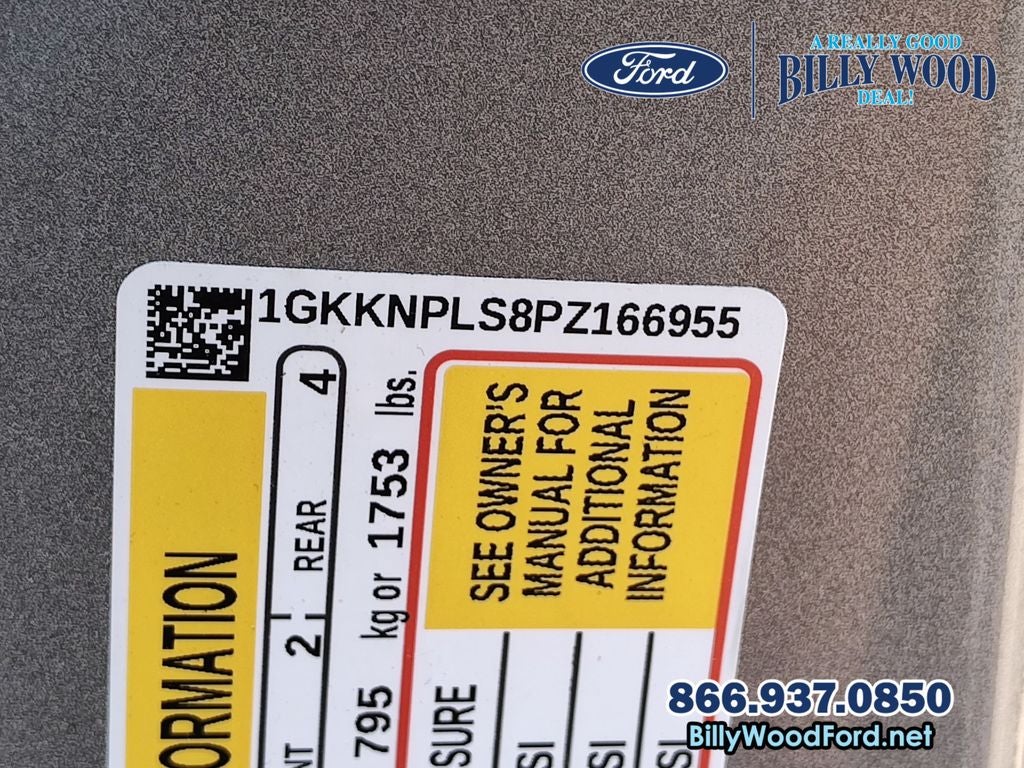 Ford
A REALLY GOOD
BILLY WOOD
DEAL!
1GKKNPLS8PZ166955
ORMATION
NT 2 REAR 4
795 kg or 1753 lbs.
SURE
SEE OWNER'S
MANUAL FOR
ADDITIONAL
INFORMATION
SI
SI
SI
866.937.0850
BillyWoodFord.net